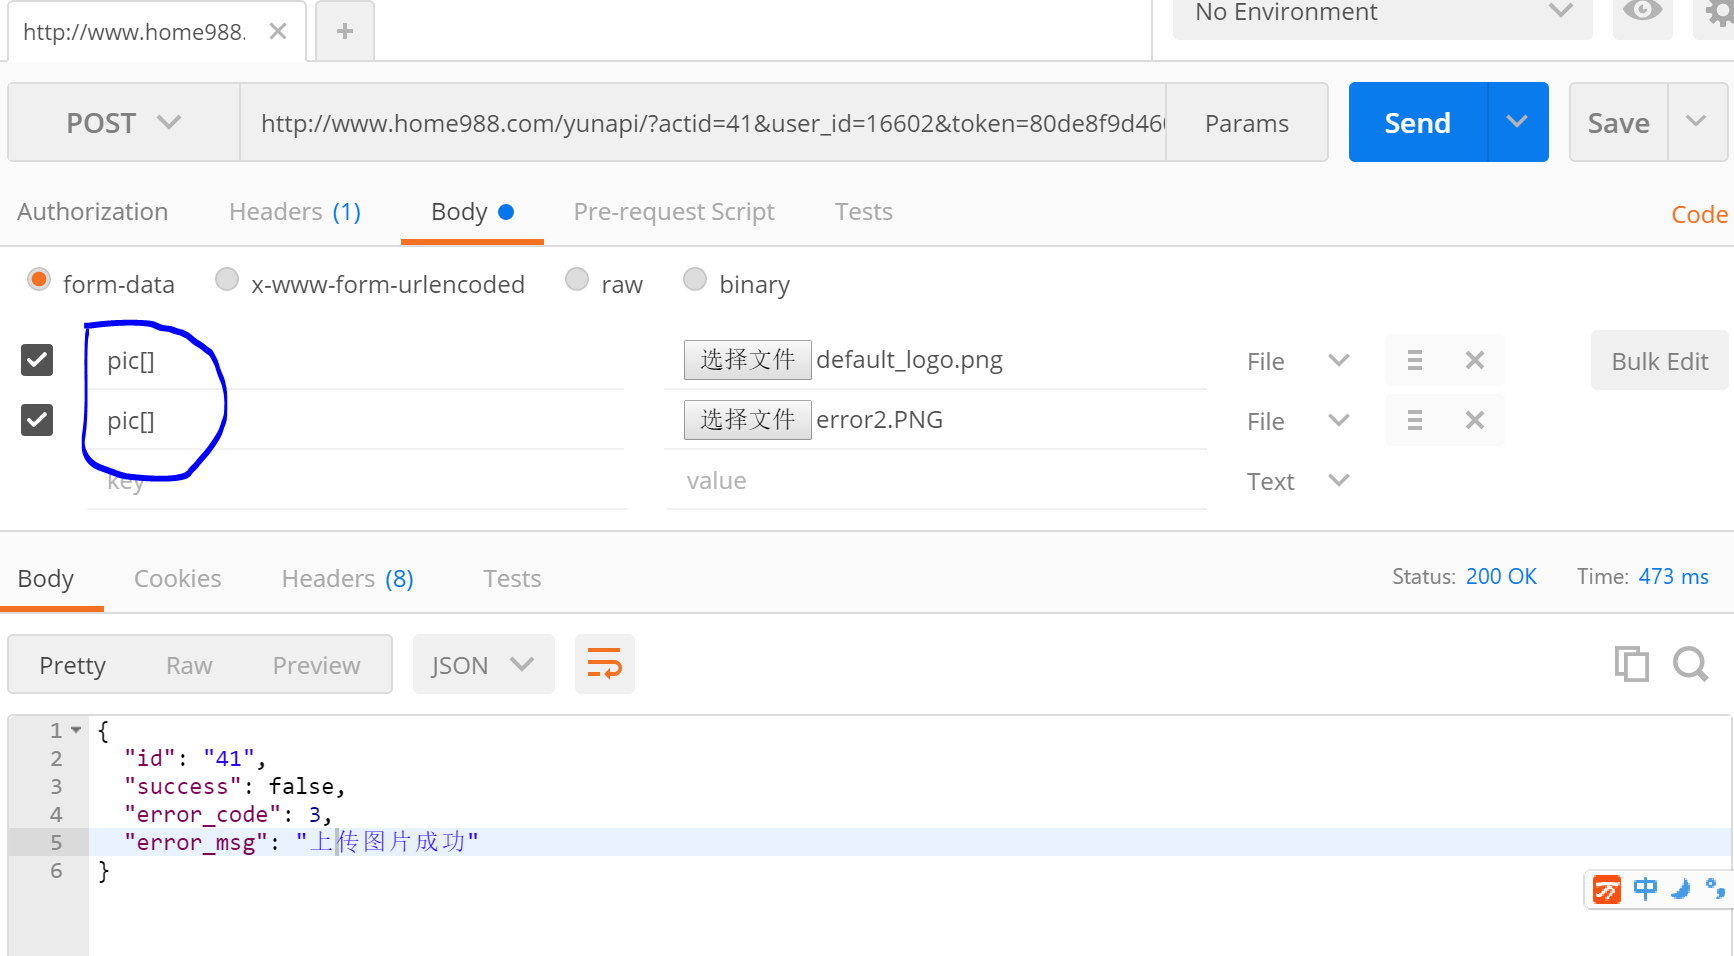 http://www.home988.
No Environment
POST
http://www.home988.com/yunapi/?actid=41&user_id=16602&token=80de8f9d46
Params
Send
Save
Authorization
Headers (1)
Body
Pre-request Script
Tests
Code
form-data
x-www-form-urlencoded
raw
binary
pic[]
选择文件 default_logo.png
File
Bulk Edit
pic[]
选择文件 error2.PNG
File
key
value
Text
Body
Cookies
Headers (8)
Tests
Status: 200 OK
Time: 473 ms
Pretty
Raw
Preview
JSON
1 {
2 "id": "41",
3 "success": false,
4 "error_code": 3,
5 "error_msg": "上传图片成功"
6 }
中